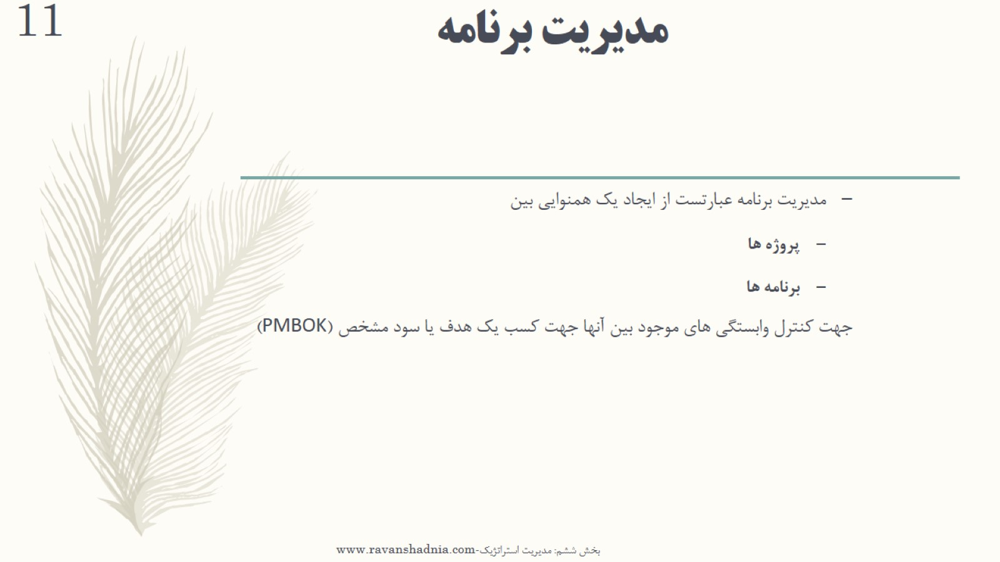 11
مدیریت برنامه
– مدیریت برنامه عبارتست از ایجاد یک همنوایی بین
– پروژه ها
– برنامه ها
جهت کنترل وابستگی های موجود بین آنها جهت کسب یک هدف یا سود مشخص (PMBOK)
بخش ششم: مدیریت استراتژیک-www.ravanshadnia.com